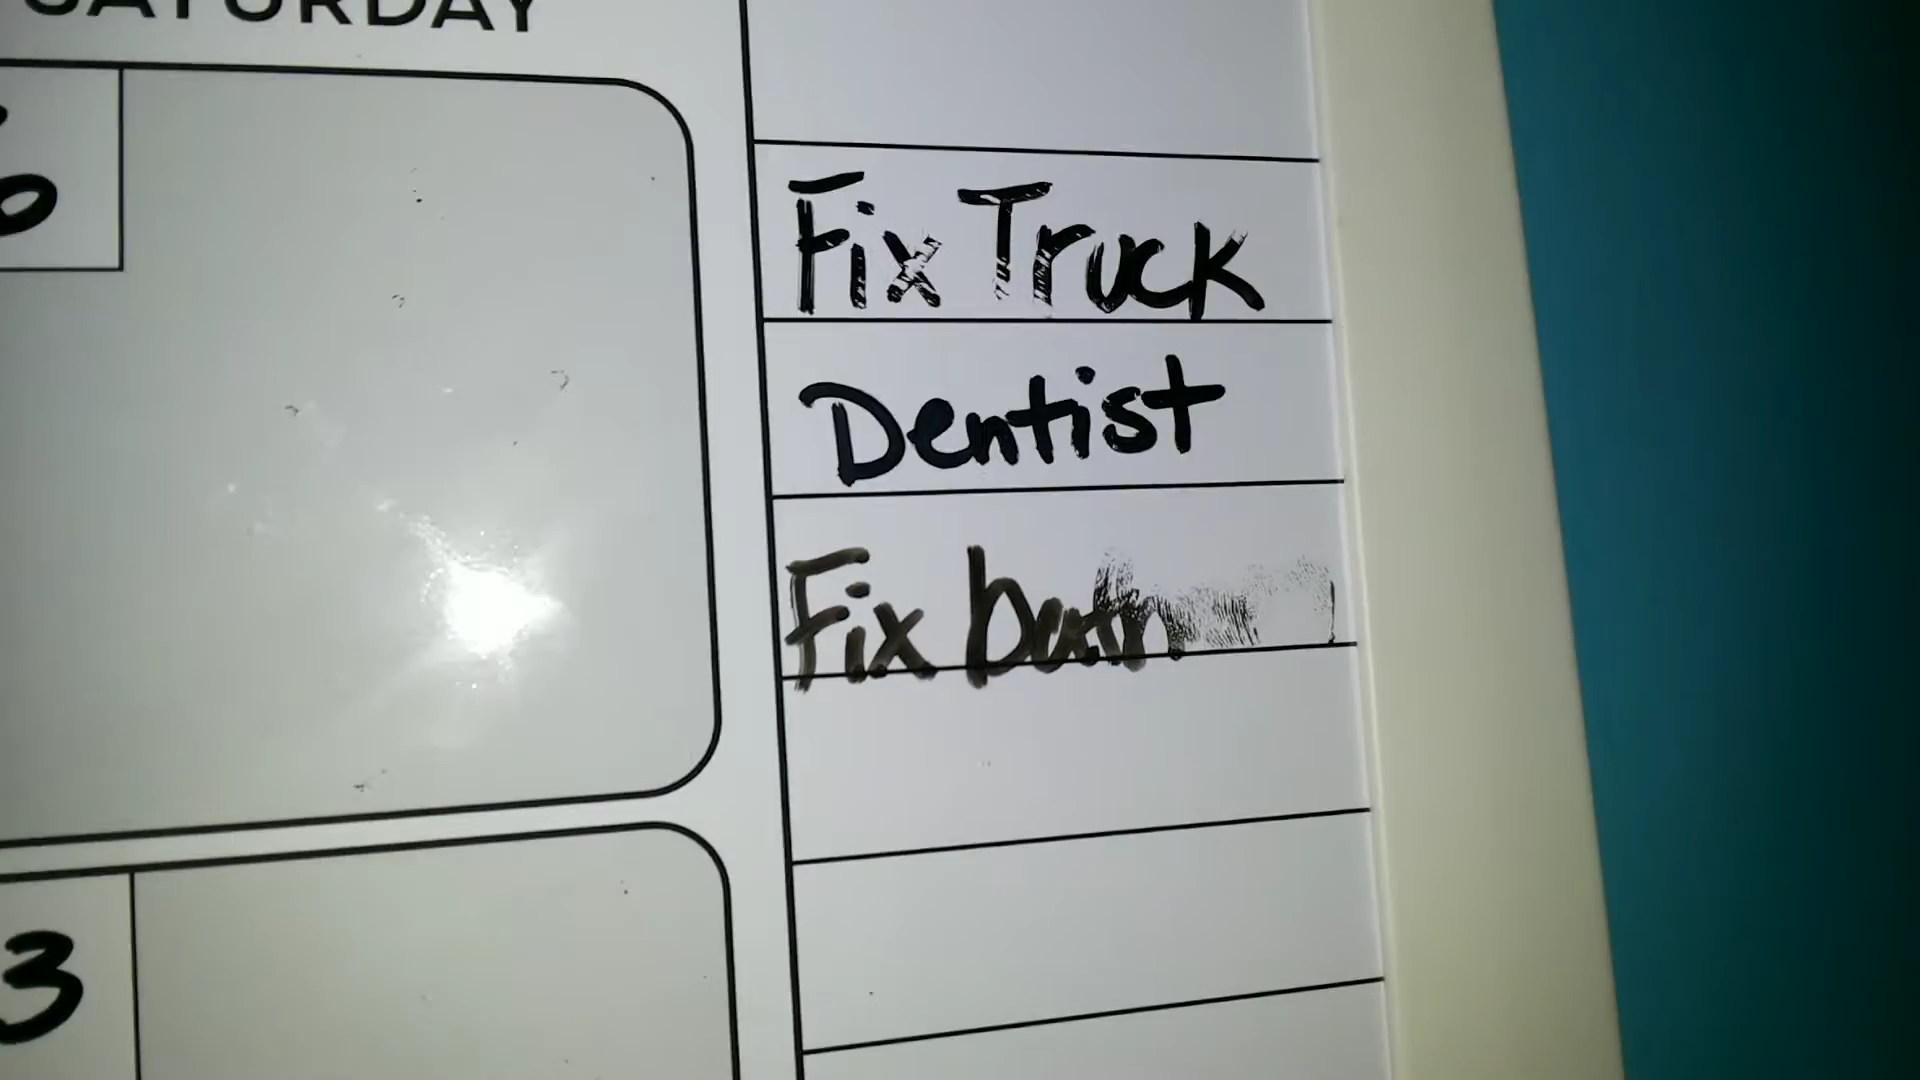 SATURDAY
Fix Truck
Dentist
Fix
3